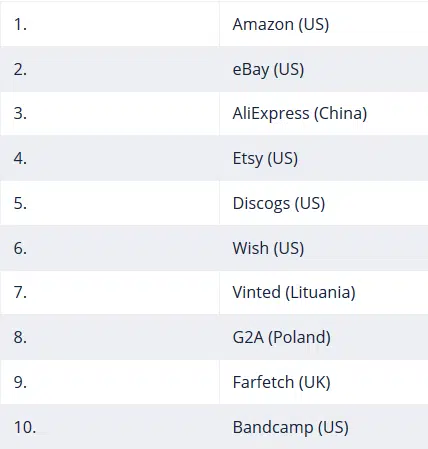 1. Amazon (US)
2. eBay (US)
3. AliExpress (China)
4. Etsy (US)
5. Discogs (US)
6. Wish (US)
7. Vinted (Lituania)
8. G2A (Poland)
9. Farfetch (UK)
10. Bandcamp (US)